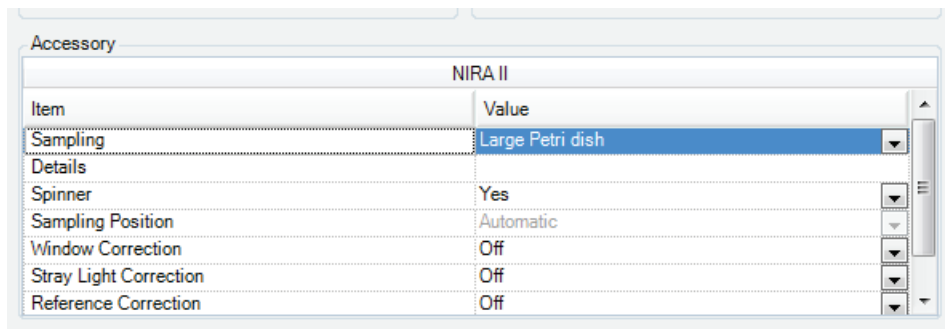 Accessory
NIRA II
Item Value
Sampling Large Petri dish
Details
Spinner Yes
Sampling Position Automatic
Window Correction Off
Stray Light Correction Off
Reference Correction Off